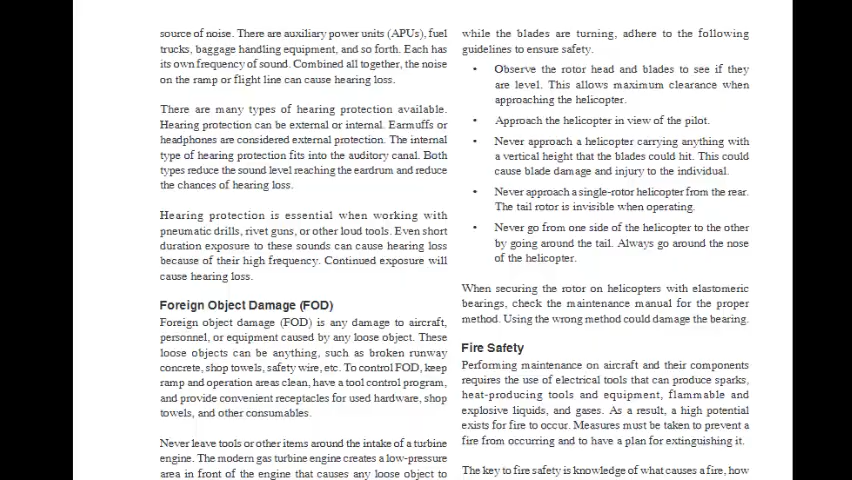 source of noise. There are auxiliary power units (APUs), fuel
trucks, baggage handling equipment, and so forth. Each has
its own frequency of sound. Combined all together, the noise
on the ramp or flight line can cause hearing loss.
There are many types of hearing protection available.
Hearing protection can be external or internal. Earmuffs or
headphones are considered external protection. The internal
type of hearing protection fits into the auditory canal. Both
types reduce the sound level reaching the eardrum and reduce
the chances of hearing loss.
Hearing protection is essential when working with
pneumatic drills, rivet guns, or other loud tools. Even short
duration exposure to these sounds can cause hearing loss
because of their high frequency. Continued exposure will
cause hearing loss.
Foreign Object Damage (FOD)
Foreign object damage (FOD) is any damage to aircraft,
personnel, or equipment caused by any loose object. These
loose objects can be anything, such as broken runway
concrete, shop towels, safety wire, etc. To control FOD, keep
ramp and operation areas clean, have a tool control program,
and provide convenient receptacles for used hardware, shop
towels, and other consumables.
Never leave tools or other items around the intake of a turbine
engine. The modern gas turbine engine creates a low-pressure
area in front of the engine that causes any loose object to
while the blades are turning, adhere to the following
guidelines to ensure safety.
• Observe the rotor head and blades to see if they
are level. This allows maximum clearance when
approaching the helicopter.
• Approach the helicopter in view of the pilot.
• Never approach a helicopter carrying anything with
a vertical height that the blades could hit. This could
cause blade damage and injury to the individual.
• Never approach a single-rotor helicopter from the rear.
The tail rotor is invisible when operating.
• Never go from one side of the helicopter to the other
by going around the tail. Always go around the nose
of the helicopter.
When securing the rotor on helicopters with elastomeric
bearings, check the maintenance manual for the proper
method. Using the wrong method could damage the bearing.
Fire Safety
Performing maintenance on aircraft and their components
requires the use of electrical tools that can produce sparks,
heat-producing tools and equipment, flammable and
explosive liquids, and gases. As a result, a high potential
exists for fire to occur. Measures must be taken to prevent a
fire from occurring and to have a plan for extinguishing it.
The key to fire safety is knowledge of what causes a fire, how